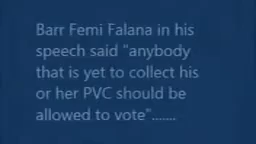 Barr Femi Falana in his
speech said "anybody
that is yet to collect his
or her PVC should be
allowed to vote".......